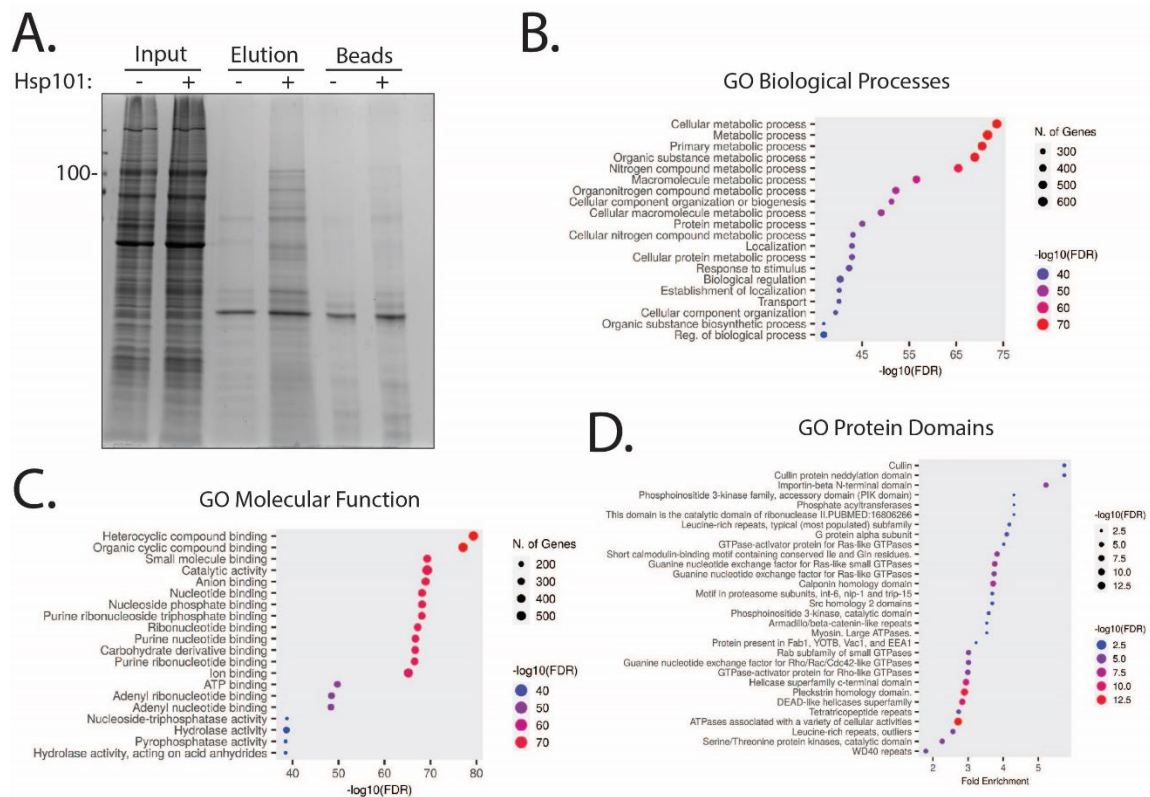 A.
Input Elution Beads
Hsp101: - + - + - +
100-
B.
GO Biological Processes
Cellular metabolic process
Metabolic process
Primary metabolic process
Organic substance metabolic process
Nitrogen compound metabolic process
Macromolecule metabolic process
Organonitrogen compound metabolic process
Cellular component organization or biogenesis
Cellular macromolecule metabolic process
Protein metabolic process
Cellular nitrogen compound metabolic process
Localization
Cellular protein metabolic process
Response to stimulus
Biological regulation
Establishment of localization
Transport
Cellular component organization
Organic substance biosynthetic process
Reg. of biological process
45 55 65 75
-log10(FDR)
N. of Genes
300
400
500
600
-log10(FDR)
40
50
60
70
C.
GO Molecular Function
Heterocyclic compound binding
Organic cyclic compound binding
Small molecule binding
Catalytic activity
Anion binding
Nucleotide binding
Nucleoside phosphate binding
Purine ribonucleoside triphosphate binding
Ribonucleotide binding
Purine nucleotide binding
Carbohydrate derivative binding
Purine ribonucleotide binding
Ion binding
ATP binding
Adenyl ribonucleotide binding
Adenyl nucleotide binding
Nucleoside-triphosphatase activity
Hydrolase activity
Pyrophosphatase activity
Hydrolase activity, acting on acid anhydrides
40 50 60 70 80
-log10(FDR)
N. of Genes
200
300
400
500
-log10(FDR)
40
50
60
70
D.
GO Protein Domains
Cullin
Cullin protein neddylation domain
Importin-beta N-terminal domain
Phosphoinositide 3-kinase family, accessory domain (PIK domain)
Phosphate acyltransferases
This domain is the catalytic domain of ribonuclease II.PUBMED:16806266
Leucine-rich repeats, typical (most populated) subfamily
G protein alpha subunit
GTPase-activator protein for Ras-like GTPases
Short calmodulin-binding motif containing conserved Ile and Gln residues.
Guanine nucleotide exchange factor for Ras-like small GTPases
Guanine nucleotide exchange factor for Ras-like GTPases
Calponin homology domain
Motif in proteasome subunits, int-6, nip-1 and trip-15
Src homology 2 domains
Phosphoinositide 3-kinase, catalytic domain
Armadillo/beta-catenin-like repeats
Myosin. Large ATPases.
Protein present in Fab1, YOTB, Vac1, and EEA1
Rab subfamily of small GTPases
Guanine nucleotide exchange factor for Rho/Rac/Cdc42-like GTPases
GTPase-activator protein for Rho-like GTPases
Helicase superfamily c-terminal domain
Pleckstrin homology domain.
DEAD-like helicases superfamily
Tetratricopeptide repeats
ATPases associated with a variety of cellular activities
Leucine-rich repeats, outliers
Serine/Threonine protein kinases, catalytic domain
WD40 repeats
2 3 4 5
Fold Enrichment
-log10(FDR)
2.5
5.0
7.5
10.0
12.5
-log10(FDR)
2.5
5.0
7.5
10.0
12.5